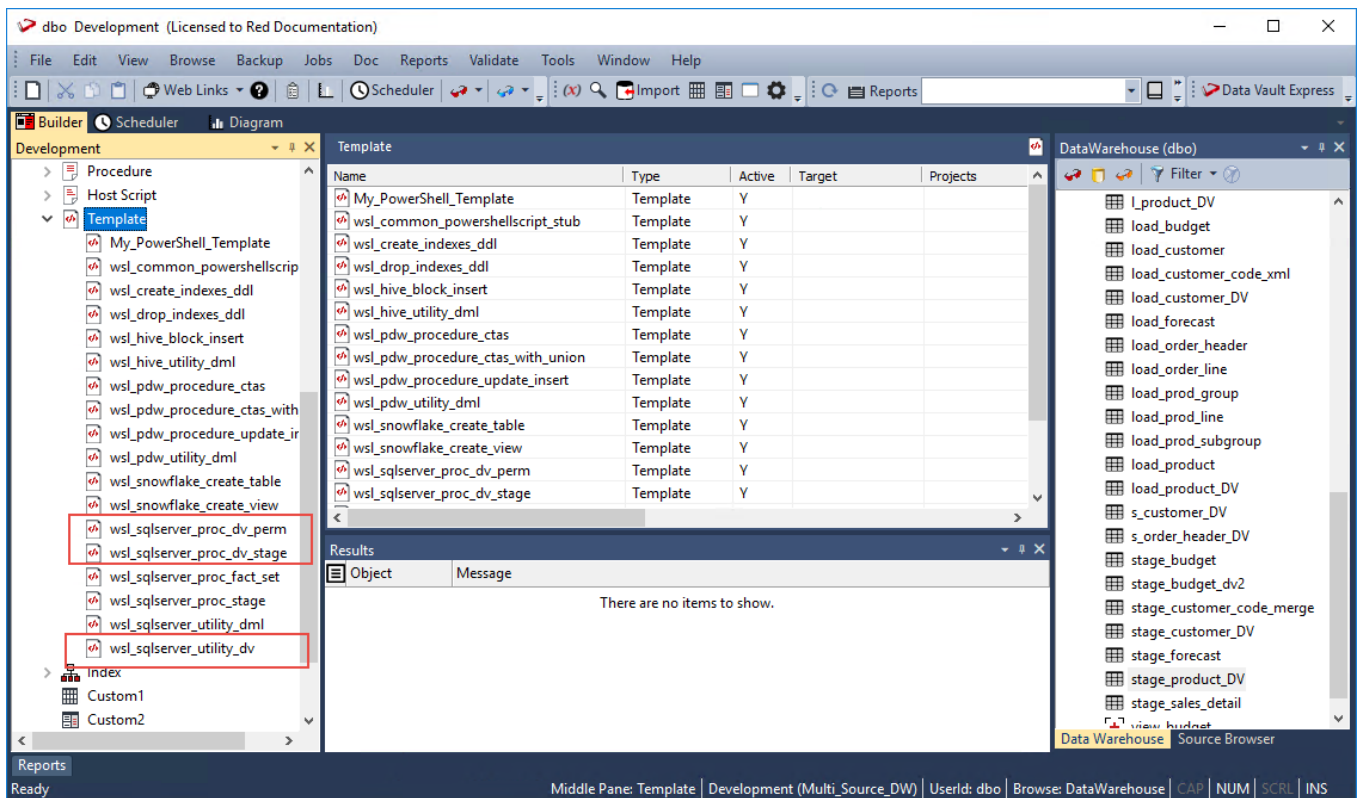 dbo Development (Licensed to Red Documentation)
File Edit View Browse Backup Jobs Doc Reports Validate Tools Window Help
Web Links Scheduler (x) Import Reports Data Vault Express
Builder Scheduler Diagram
Development
Procedure
Host Script
Template
My_PowerShell_Template
wsl_common_powershellscrip
wsl_create_indexes_ddl
wsl_drop_indexes_ddl
wsl_hive_block_insert
wsl_hive_utility_dml
wsl_pdw_procedure_ctas
wsl_pdw_procedure_ctas_with
wsl_pdw_procedure_update_ir
wsl_pdw_utility_dml
wsl_snowflake_create_table
wsl_snowflake_create_view
wsl_sqlserver_proc_dv_perm
wsl_sqlserver_proc_dv_stage
wsl_sqlserver_proc_fact_set
wsl_sqlserver_proc_stage
wsl_sqlserver_utility_dml
wsl_sqlserver_utility_dv
Index
Custom1
Custom2
Template
Name Type Active Target Projects
My_PowerShell_Template Template Y
wsl_common_powershellscript_stub Template Y
wsl_create_indexes_ddl Template Y
wsl_drop_indexes_ddl Template Y
wsl_hive_block_insert Template Y
wsl_hive_utility_dml Template Y
wsl_pdw_procedure_ctas Template Y
wsl_pdw_procedure_ctas_with_union Template Y
wsl_pdw_procedure_update_insert Template Y
wsl_pdw_utility_dml Template Y
wsl_snowflake_create_table Template Y
wsl_snowflake_create_view Template Y
wsl_sqlserver_proc_dv_perm Template Y
wsl_sqlserver_proc_dv_stage Template Y
Results
Object Message
There are no items to show.
DataWarehouse (dbo)
Filter
l_product_DV
load_budget
load_customer
load_customer_code_xml
load_customer_DV
load_forecast
load_order_header
load_order_line
load_prod_group
load_prod_line
load_prod_subgroup
load_product
load_product_DV
s_customer_DV
s_order_header_DV
stage_budget
stage_budget_dv2
stage_customer_code_merge
stage_customer_DV
stage_forecast
stage_product_DV
stage_sales_detail
view_budget
Data Warehouse Source Browser
Reports
Ready Middle Pane: Template Development (Multi_Source_DW) UserId: dbo Browse: DataWarehouse CAP NUM SCRL INS